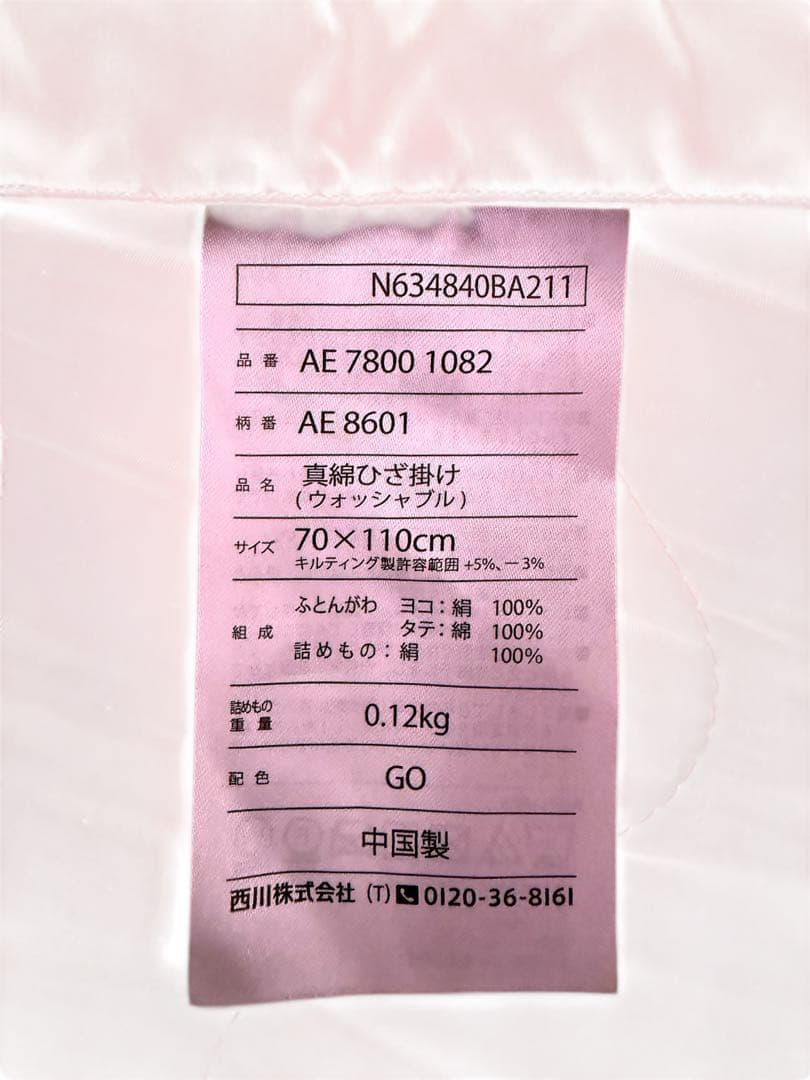 N634840BA211
品番 AE 7800 1082
柄番 AE 8601
品名 真綿ひざ掛け
(ウォッシャブル)
サイズ 70×110cm
キルティング製許容範囲 +5%、－3%
ふとんがわ ヨコ:絹 100%
組成 タテ:綿 100%
詰めもの:絹 100%
詰めもの
重量 0.12kg
配色 GO
中国製
西川株式会社 (T) 0120-36-8161